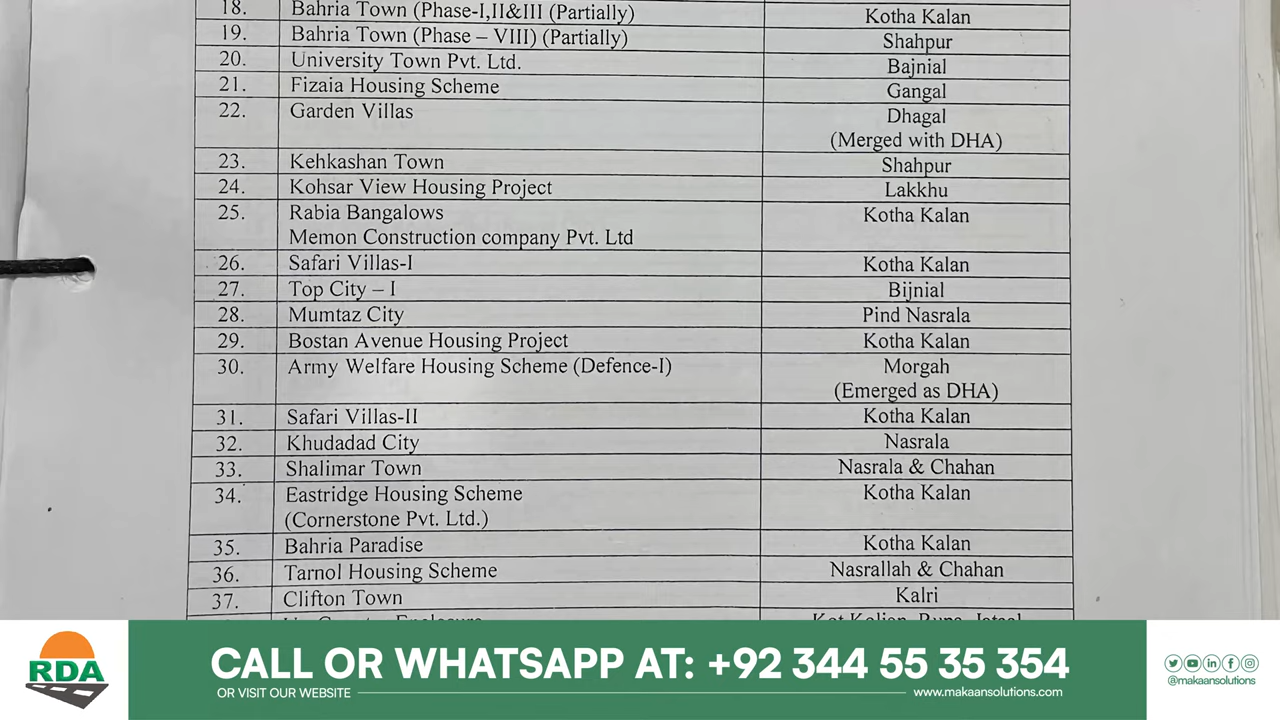 18. Bahria Town (Phase-I,II&III (Partially) Kotha Kalan
19. Bahria Town (Phase – VIII) (Partially) Shahpur
20. University Town Pvt. Ltd. Bajnial
21. Fizaia Housing Scheme Gangal
22. Garden Villas Dhagal
(Merged with DHA)
23. Kehkashan Town Shahpur
24. Kohsar View Housing Project Lakkhu
25. Rabia Bangalows Kotha Kalan
Memon Construction company Pvt. Ltd
26. Safari Villas-I Kotha Kalan
27. Top City – I Bijnial
28. Mumtaz City Pind Nasrala
29. Bostan Avenue Housing Project Kotha Kalan
30. Army Welfare Housing Scheme (Defence-I) Morgah
(Emerged as DHA)
31. Safari Villas-II Kotha Kalan
32. Khudadad City Nasrala
33. Shalimar Town Nasrala & Chahan
34. Eastridge Housing Scheme Kotha Kalan
(Cornerstone Pvt. Ltd.)
35. Bahria Paradise Kotha Kalan
36. Tarnol Housing Scheme Nasrallah & Chahan
37. Clifton Town Kalri
RDA
CALL OR WHATSAPP AT: +92 344 55 35 354
OR VISIT OUR WEBSITE www.makaansolutions.com
@makaansolutions